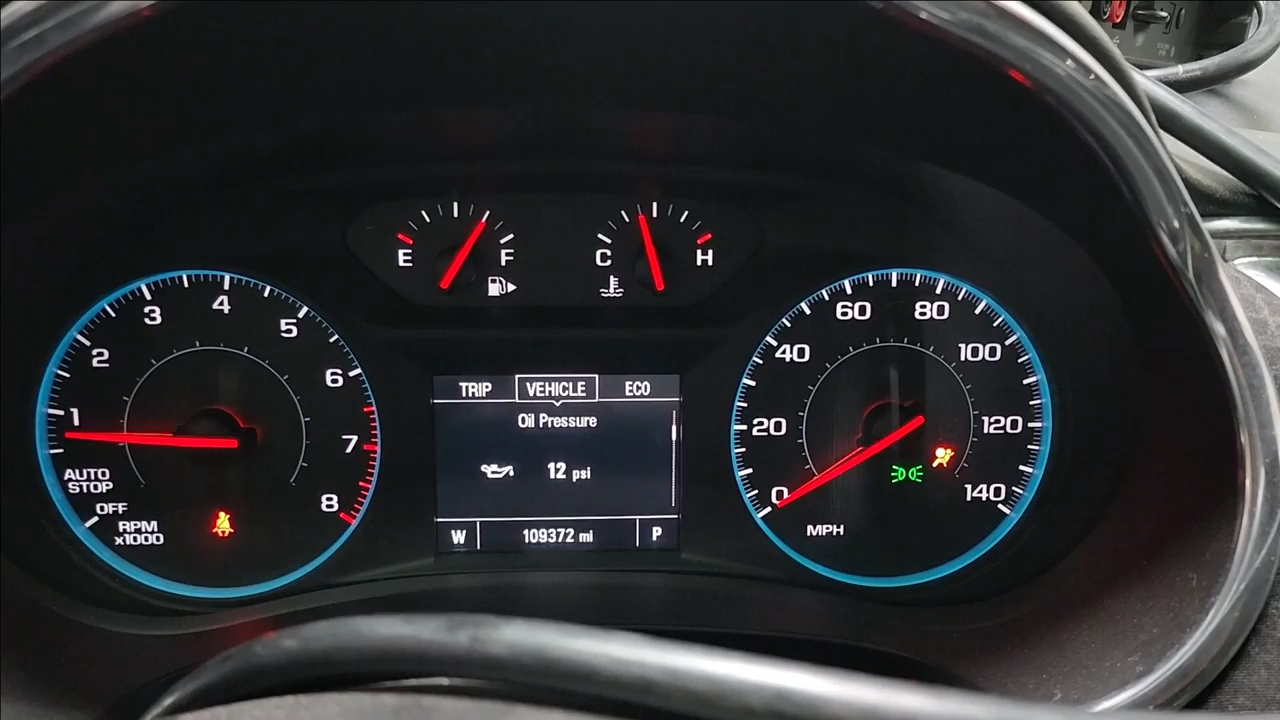 E F
C H
1
2
3
4
5
6
7
8
AUTO
STOP
OFF
RPM
x1000
TRIP VEHICLE ECO
Oil Pressure
12 psi
W 109372 mi P
0
20
40
60
80
100
120
140
MPH